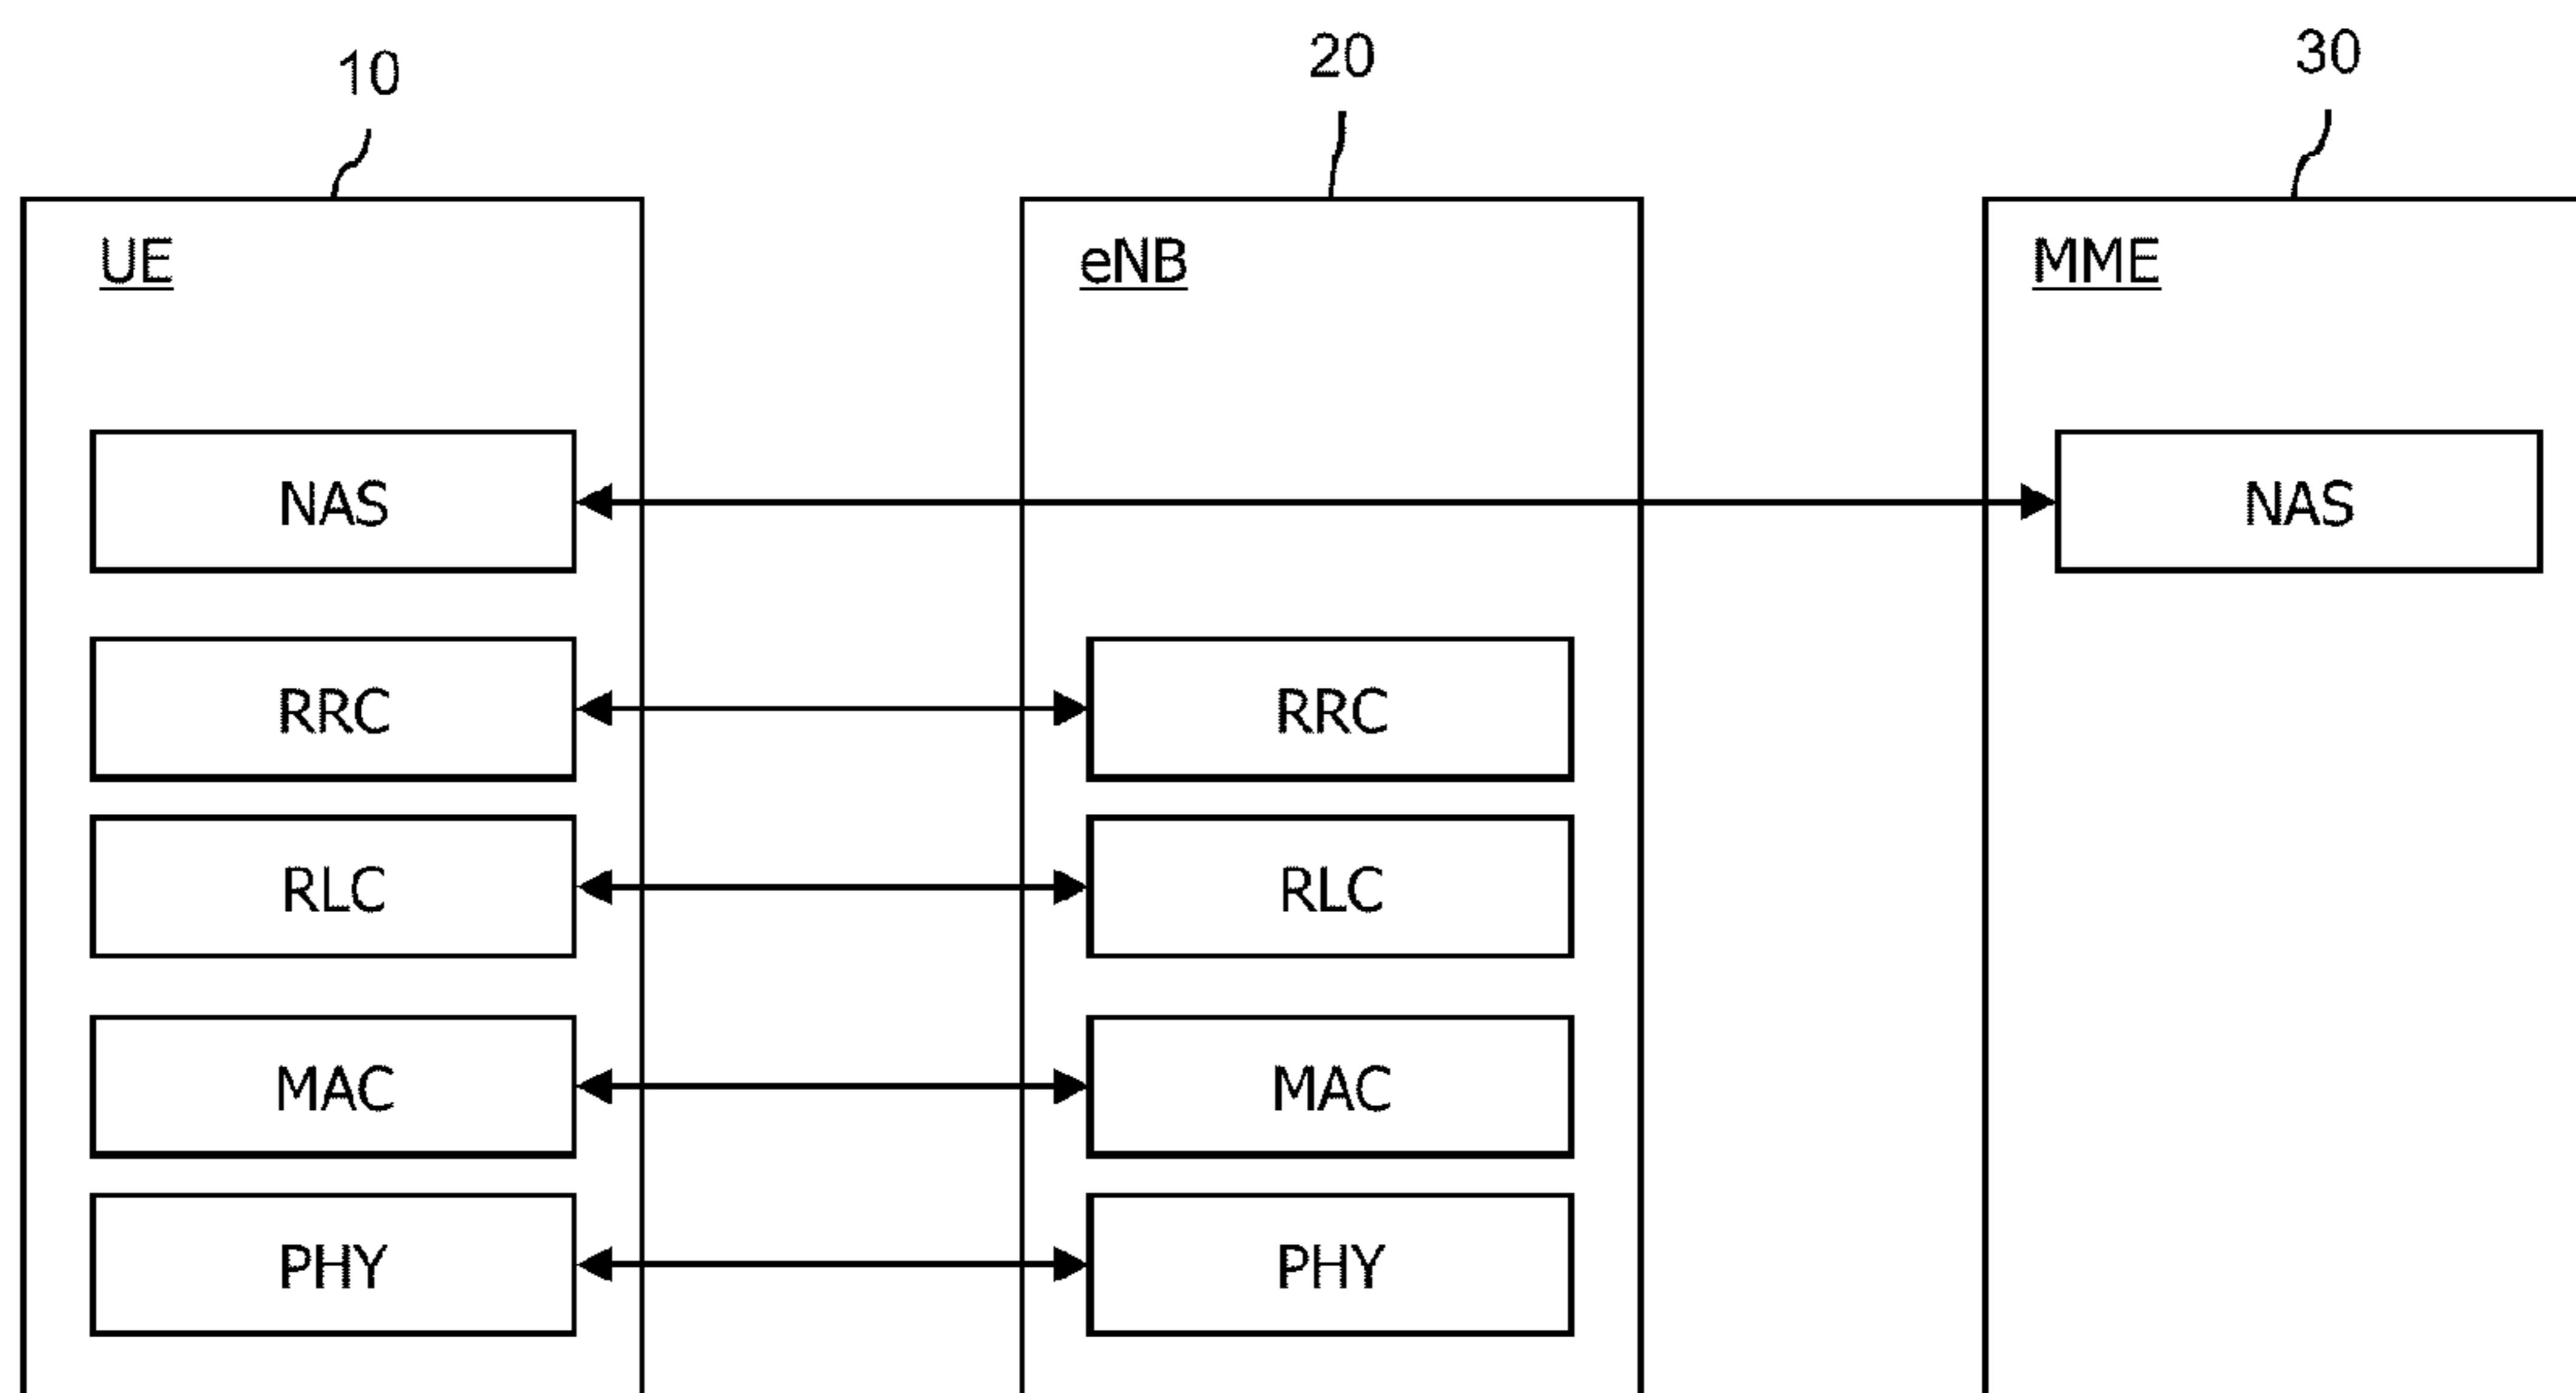 10 20 30
UE eNB MME
NAS NAS
RRC RRC
RLC RLC
MAC MAC
PHY PHY